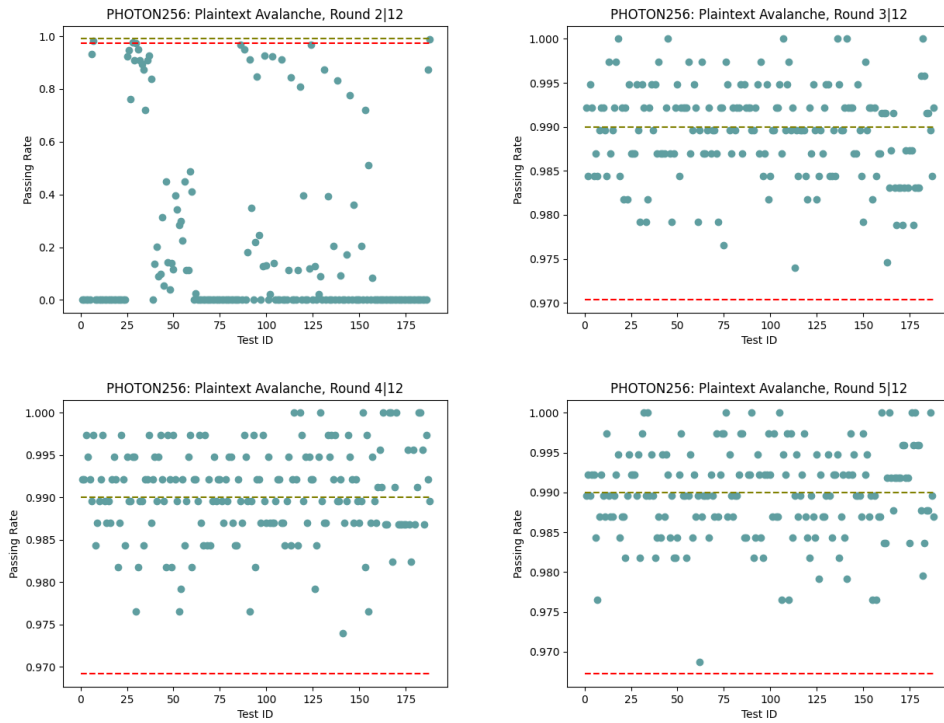 PHOTON256: Plaintext Avalanche, Round 2|12
1.0
0.8
0.6
0.4
0.2
0.0
Passing Rate
0 25 50 75 100 125 150 175
Test ID
PHOTON256: Plaintext Avalanche, Round 3|12
1.000
0.995
0.990
0.985
0.980
0.975
0.970
Passing Rate
0 25 50 75 100 125 150 175
Test ID
PHOTON256: Plaintext Avalanche, Round 4|12
1.000
0.995
0.990
0.985
0.980
0.975
0.970
Passing Rate
0 25 50 75 100 125 150 175
Test ID
PHOTON256: Plaintext Avalanche, Round 5|12
1.000
0.995
0.990
0.985
0.980
0.975
0.970
Passing Rate
0 25 50 75 100 125 150 175
Test ID